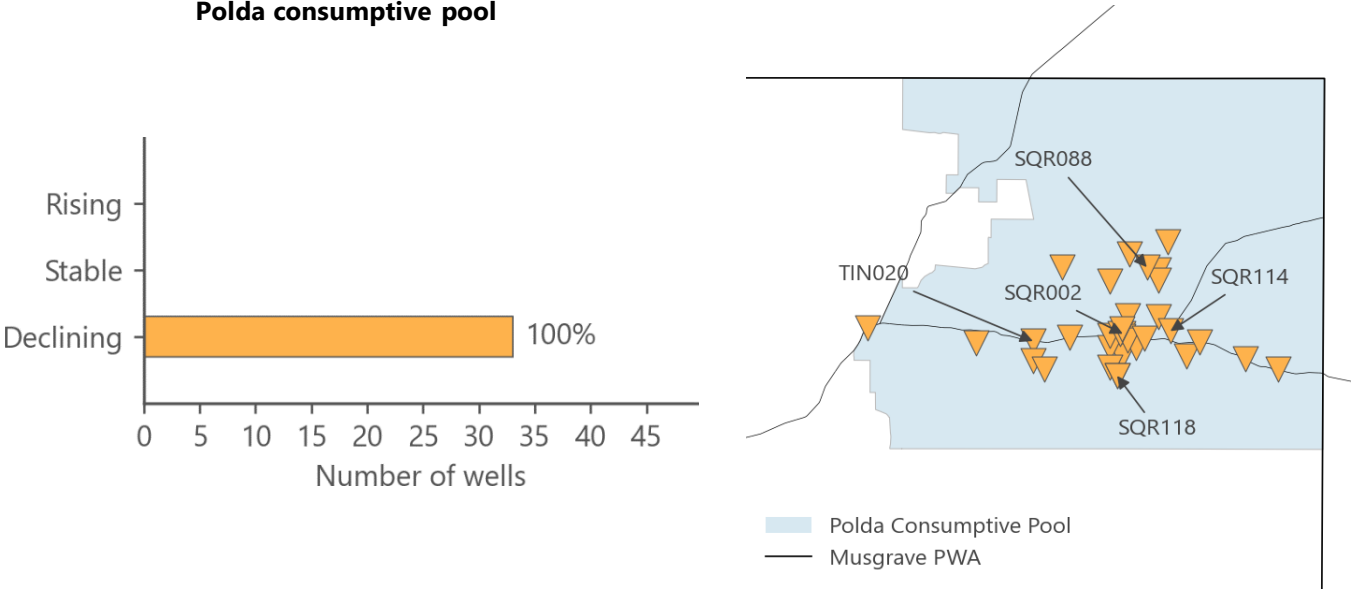 Polda consumptive pool
Rising
Stable
Declining
100%
0 5 10 15 20 25 30 35 40 45
Number of wells
SQR088
TIN020
SQR002
SQR114
SQR118
Polda Consumptive Pool
Musgrave PWA